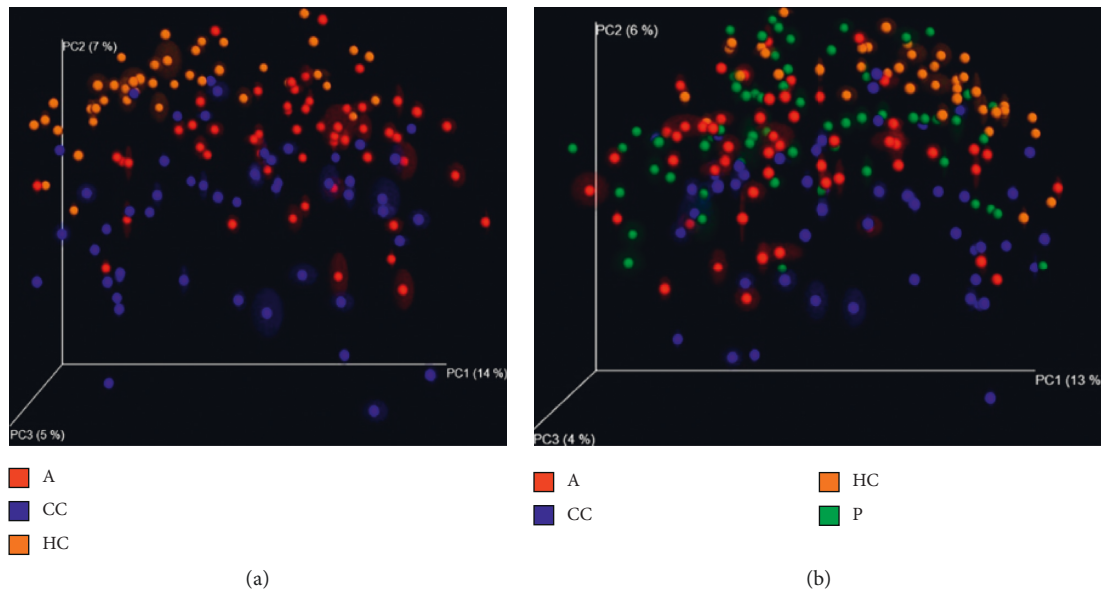 PC2 (7 %)
PC1 (14 %)
PC3 (5 %)
A
CC
HC
(a)
PC2 (6 %)
PC1 (13 %
PC3 (4 %)
A
CC
HC
P
(b)